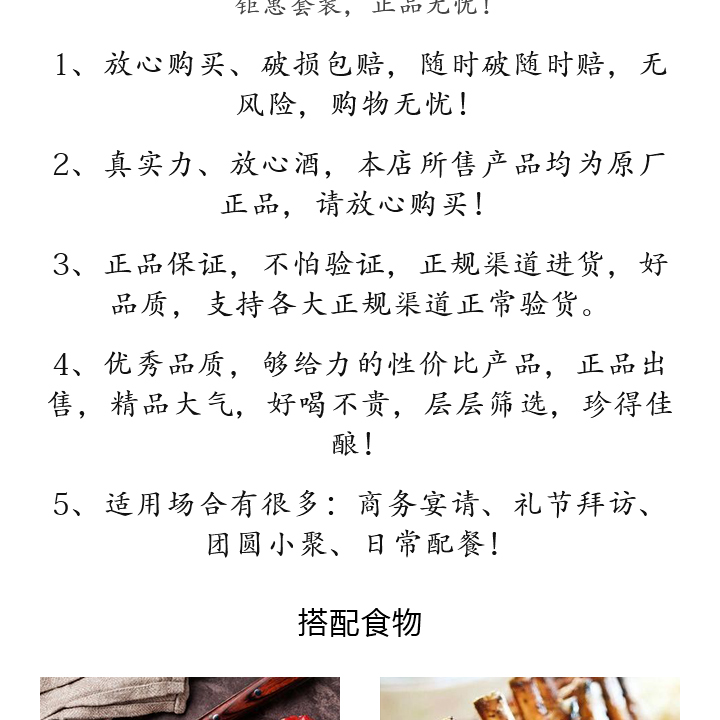 钜惠套装，正品无忧！
1、放心购买、破损包赔，随时破随时赔，无
风险，购物无忧！
2、真实力、放心酒，本店所售产品均为原厂
正品，请放心购买！
3、正品保证，不怕验证，正规渠道进货，好
品质，支持各大正规渠道正常验货。
4、优秀品质，够给力的性价比产品，正品出
售，精品大气，好喝不贵，层层筛选，珍得佳
酿！
5、适用场合有很多：商务宴请、礼节拜访、
团圆小聚、日常配餐！
搭配食物